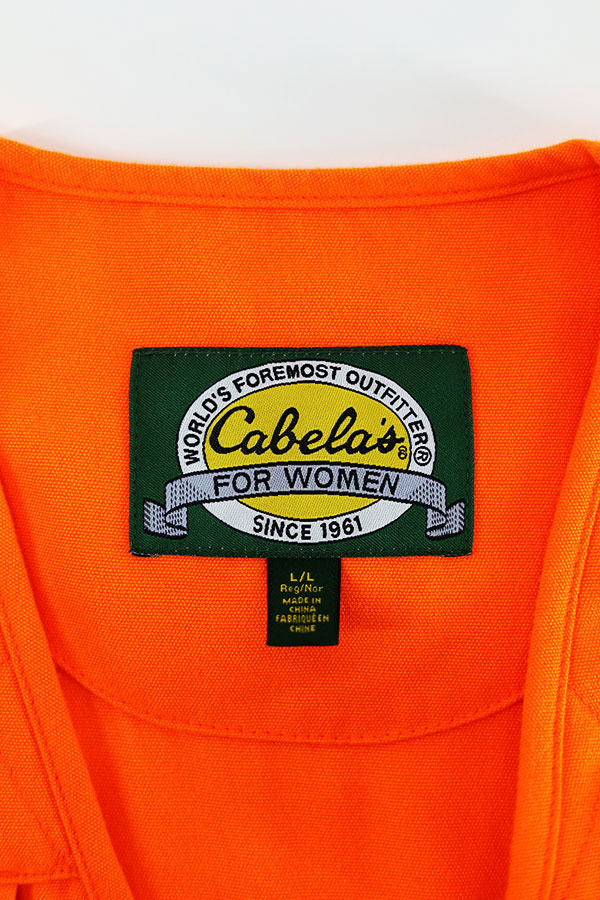 WORLD'S FOREMOST OUTFITTER®
Cabela's®
FOR WOMEN
SINCE 1961
L/L
Reg/Nor
MADE IN
CHINA
FABRIQUÉ EN
CHINE